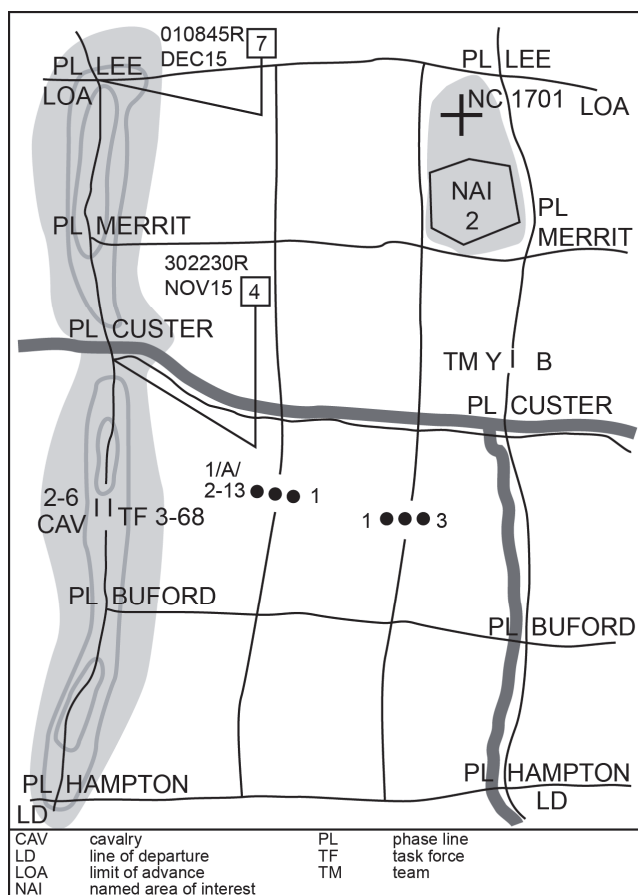 010845R
DEC15
7
PL LEE
LOA
PL LEE
LOA
NC 1701
NAI
2
PL MERRIT
PL
MERRIT
302230R
NOV15
4
PL CUSTER
TM Y I B
PL CUSTER
1/A/
2-13 1
1 3
2-6
CAV
II TF 3-68
PL BUFORD
PL BUFORD
PL HAMPTON
LD
PL HAMPTON
LD
CAV cavalry PL phase line
LD line of departure TF task force
LOA limit of advance TM team
NAI named area of interest